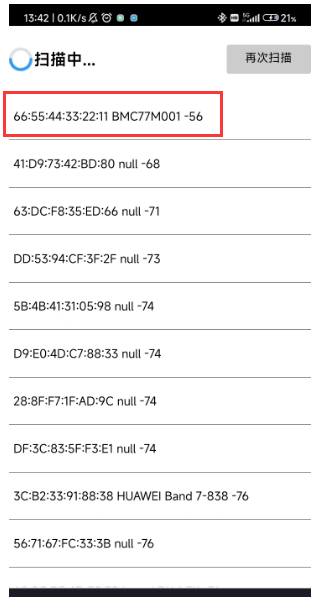 13:42 | 0.1K/s 5G 21%
扫描中...
再次扫描
66:55:44:33:22:11 BMC77M001 -56
41:D9:73:42:BD:80 null -68
63:DC:F8:35:ED:66 null -71
DD:53:94:CF:3F:2F null -73
5B:4B:41:31:05:98 null -74
D9:E0:4D:C7:88:33 null -74
28:8F:F7:1F:AD:9C null -74
DF:3C:83:5F:F3:E1 null -74
3C:B2:33:91:88:38 HUAWEI Band 7-838 -76
56:71:67:FC:33:3B null -76